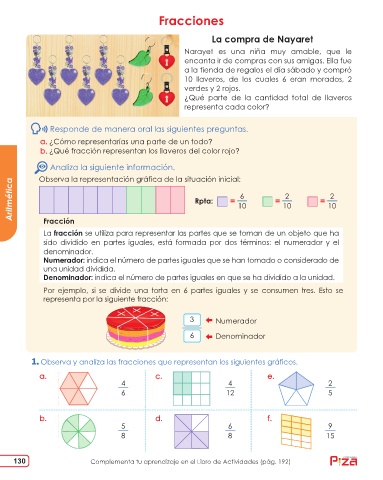 Fracciones
La compra de Nayaret
Narayet es una niña muy amable, que le
encanta ir de compras con sus amigas. Ella fue
a la tienda de regalos el día sábado y compró
10 llaveros, de los cuales 6 eran morados, 2
verdes y 2 rojos.
¿Qué parte de la cantidad total de llaveros
representa cada color?
Responde de manera oral las siguientes preguntas.
a. ¿Cómo representarías una parte de un todo?
b. ¿Qué fracción representan los llaveros del color rojo?
Analiza la siguiente información.
Observa la representación gráfica de la situación inicial:
Rpta: = 6/10 = 2/10 = 2/10
Fracción
La fracción se utiliza para representar las partes que se toman de un objeto que ha
sido dividido en partes iguales, está formada por dos términos: el numerador y el
denominador.
Numerador: indica el número de partes iguales que se han tomado o considerado de
una unidad dividida.
Denominador: indica el número de partes iguales en que se ha dividido a la unidad.
Por ejemplo, si se divide una torta en 6 partes iguales y se consumen tres. Esto se
representa por la siguiente fracción:
3 Numerador
6 Denominador
1. Observa y analiza las fracciones que representan los siguientes gráficos.
a. 4/6
c. 4/12
e. 2/5
b. 5/8
d. 6/8
f. 9/15
Aritmética
130
Complementa tu aprendizaje en el Libro de Actividades (pág. 192)